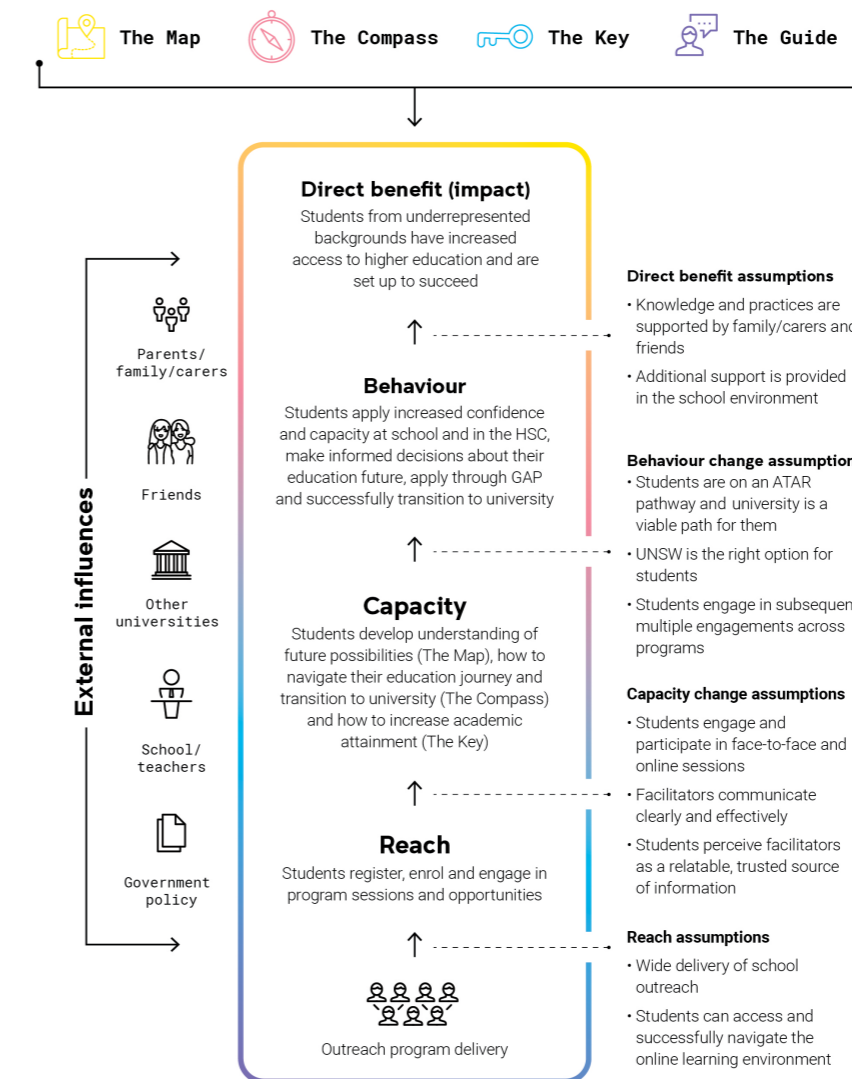 The Map
The Compass
The Key
The Guide
Direct benefit (impact)
Students from underrepresented
backgrounds have increased
access to higher education and are
set up to succeed
Behaviour
Students apply increased confidence
and capacity at school and in the HSC,
make informed decisions about their
education future, apply through GAP
and successfully transition to university
Capacity
Students develop understanding of
future possibilities (The Map), how to
navigate their education journey and
transition to university (The Compass)
and how to increase academic
attainment (The Key)
Reach
Students register, enrol and engage in
program sessions and opportunities
Outreach program delivery
External influences
Parents/
family/carers
Friends
Other
universities
School/
teachers
Government
policy
Direct benefit assumptions
• Knowledge and practices are
supported by family/carers and
friends
• Additional support is provided
in the school environment
Behaviour change assumption
• Students are on an ATAR
pathway and university is a
viable path for them
• UNSW is the right option for
students
• Students engage in subsequen
multiple engagements across
programs
Capacity change assumptions
• Students engage and
participate in face-to-face and
online sessions
• Facilitators communicate
clearly and effectively
• Students perceive facilitators
as a relatable, trusted source
of information
Reach assumptions
• Wide delivery of school
outreach
• Students can access and
successfully navigate the
online learning environment